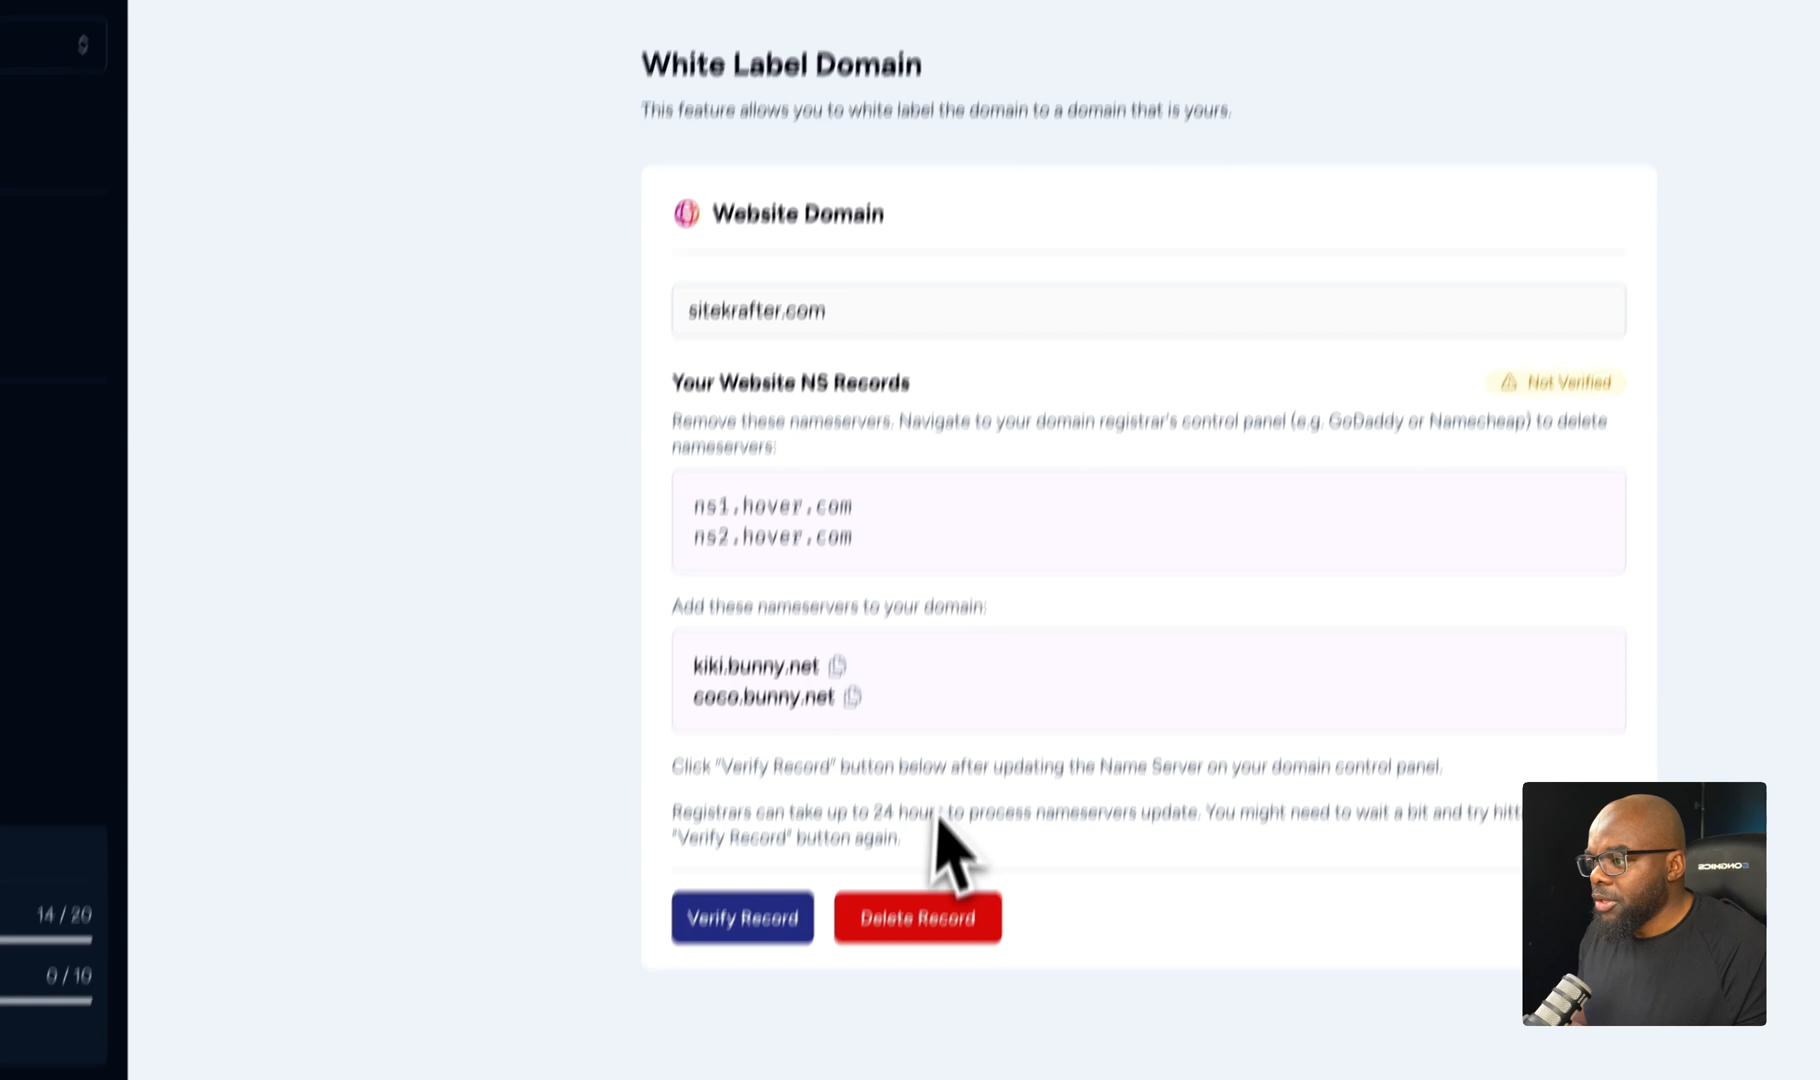 White Label Domain
This feature allows you to white label the domain to a domain that is yours.
Website Domain
sitekrafter.com
Your Website NS Records
Not Verified
Remove these nameservers. Navigate to your domain registrar's control panel (e.g. GoDaddy or Namecheap) to delete
nameservers:
ns1.hover.com
ns2.hover.com
Add these nameservers to your domain:
kiki.bunny.net
coco.bunny.net
Click "Verify Record" button below after updating the Name Server on your domain control panel.
Registrars can take up to 24 hours to process nameservers update. You might need to wait a bit and try hitt
"Verify Record" button again.
14 / 20
Verify Record
Delete Record
0 / 10